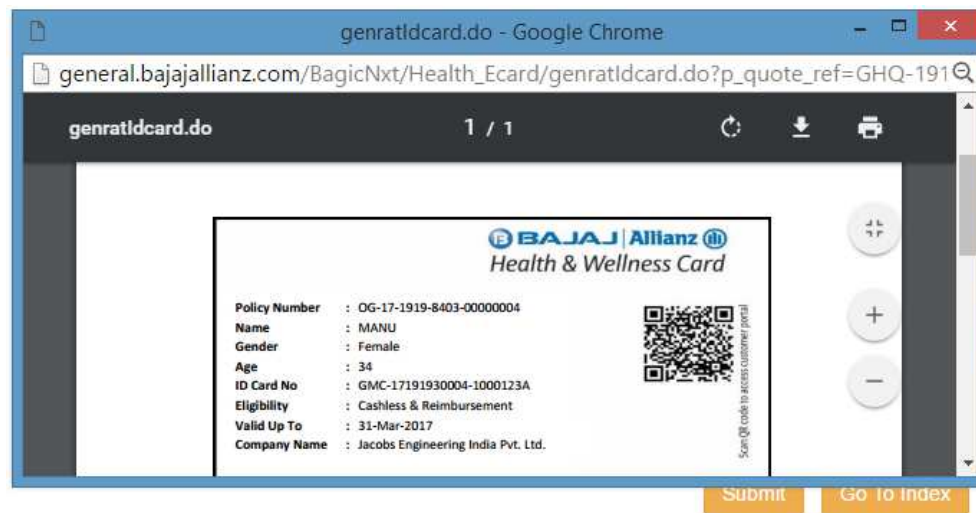 genratIdcard.do - Google Chrome
general.bajajallianz.com/BagicNxt/Health_Ecard/genratIdcard.do?p_quote_ref=GHQ-191
genratIdcard.do 1 / 1
BAJAJ | Allianz
Health & Wellness Card
Policy Number : OG-17-1919-8403-00000004
Name : MANU
Gender : Female
Age : 34
ID Card No : GMC-17191930004-1000123A
Eligibility : Cashless & Reimbursement
Valid Up To : 31-Mar-2017
Company Name : Jacobs Engineering India Pvt. Ltd.
Scan QR code to access customer portal
Submit Go To Index